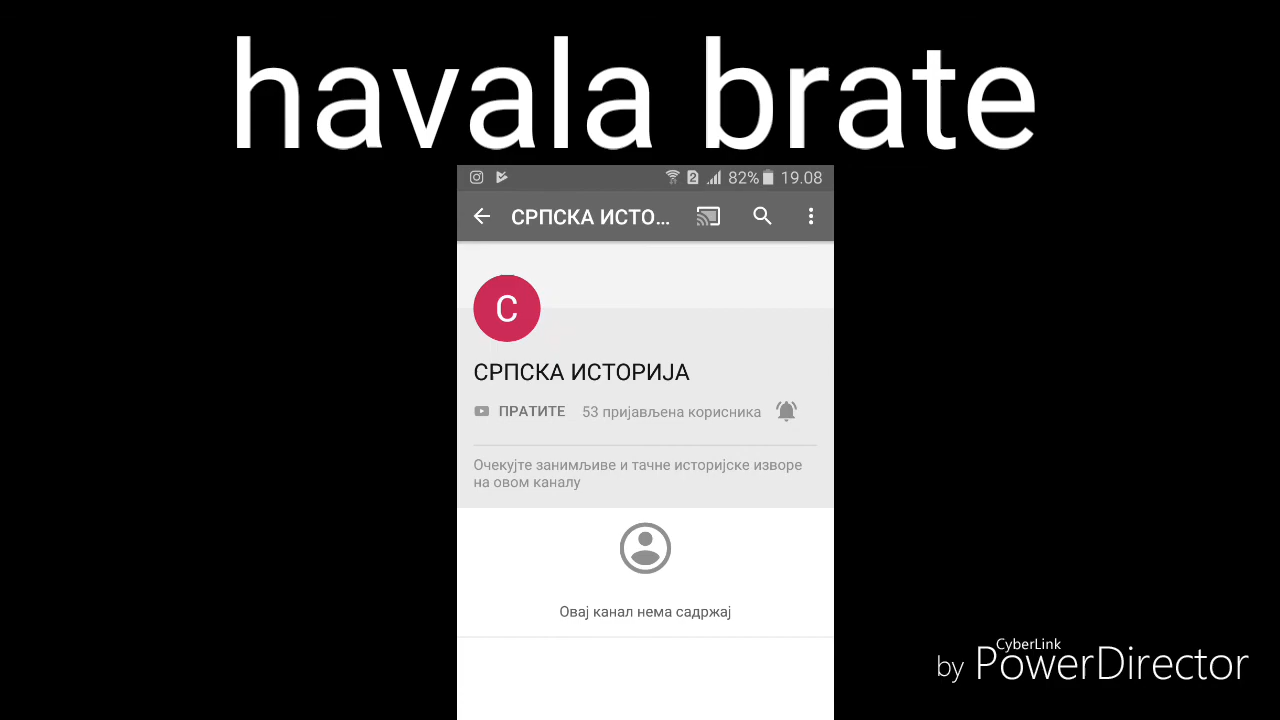 havala brate
82% 19.08
СРПСКА ИСТО...
С
СРПСКА ИСТОРИЈА
ПРАТИТЕ 53 пријављена корисника
Очекујте занимљиве и тачне историјске изворе
на овом каналу
Овај канал нема садржај
CyberLink
by PowerDirector